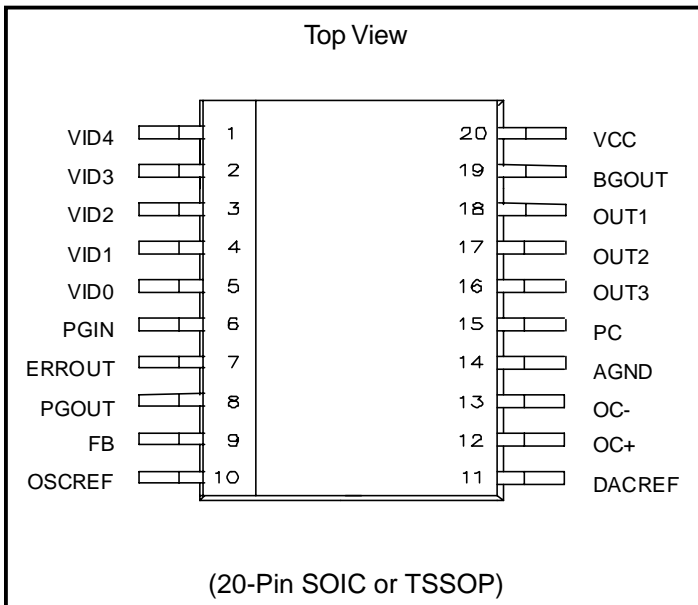 Top View
VID4 1 20 VCC
VID3 2 19 BGOUT
VID2 3 18 OUT1
VID1 4 17 OUT2
VID0 5 16 OUT3
PGIN 6 15 PC
ERROUT 7 14 AGND
PGOUT 8 13 OC-
FB 9 12 OC+
OSCREF 10 11 DACREF
(20-Pin SOIC or TSSOP)